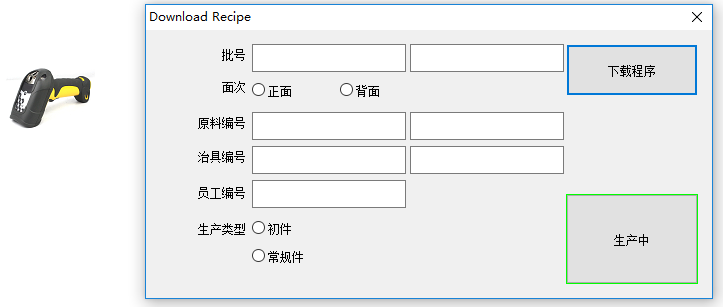 Download Recipe
批号
下载程序
面次
正面
背面
原料编号
治具编号
员工编号
生产类型
初件
常规件
生产中